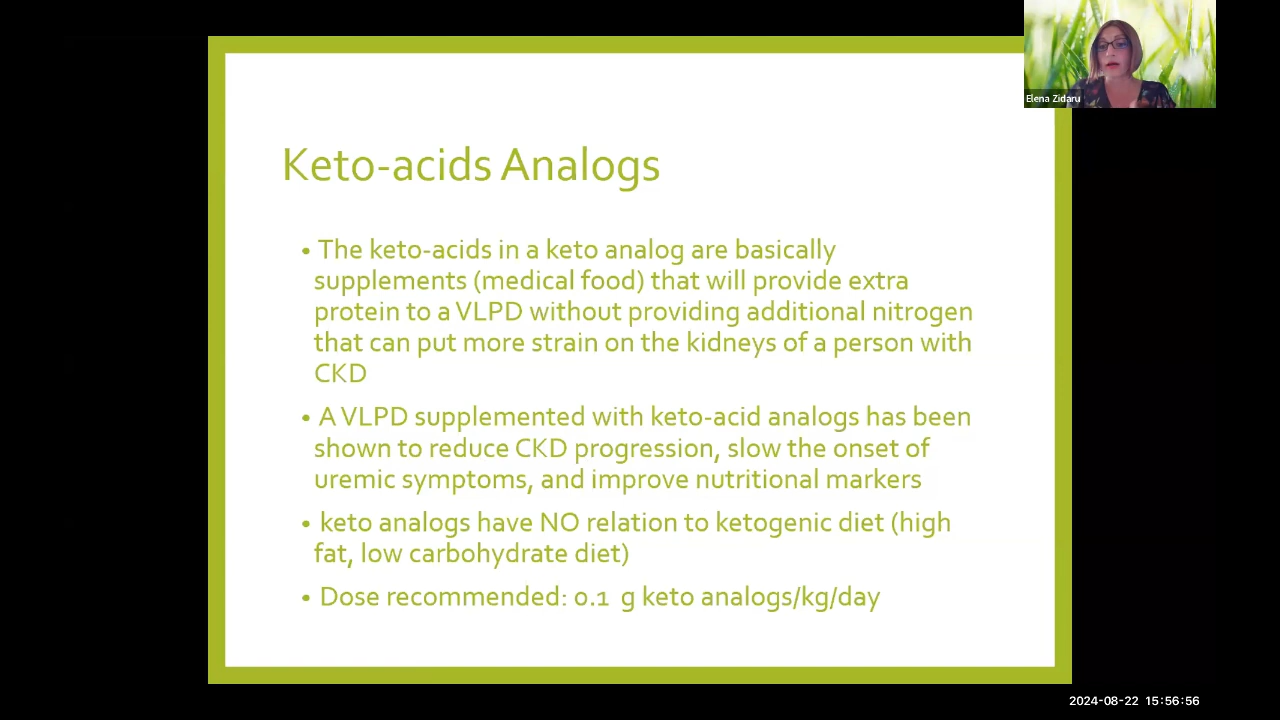 Elena Zidaru
Keto-acids Analogs
• The keto-acids in a keto analog are basically
supplements (medical food) that will provide extra
protein to a VLPD without providing additional nitrogen
that can put more strain on the kidneys of a person with
CKD
• A VLPD supplemented with keto-acid analogs has been
shown to reduce CKD progression, slow the onset of
uremic symptoms, and improve nutritional markers
• keto analogs have NO relation to ketogenic diet (high
fat, low carbohydrate diet)
• Dose recommended: 0.1 g keto analogs/kg/day
2024-08-22 15:56:56